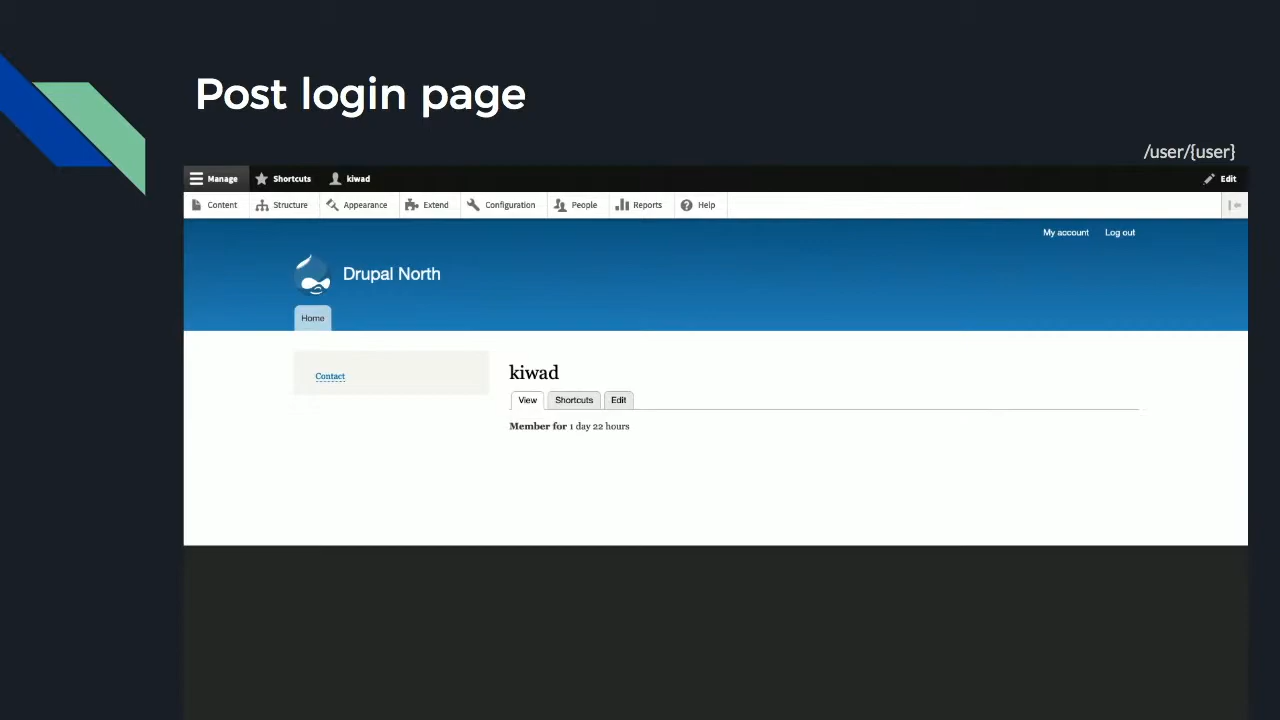 Post login page
/user/{user}
Manage Shortcuts kiwad Edit
Content Structure Appearance Extend Configuration People Reports Help
My account Log out
Drupal North
Home
Contact
kiwad
View Shortcuts Edit
Member for 1 day 22 hours